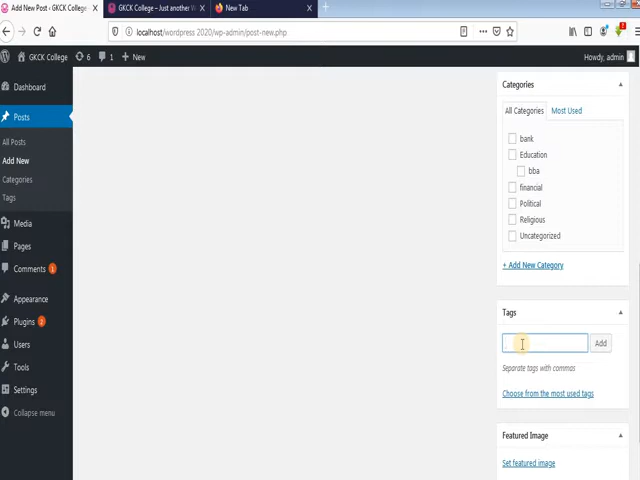 Add New Post ‹ GKCK College
GKCK College – Just another W
New Tab
localhost/wordpress 2020/wp-admin/post-new.php
GKCK College
6
1
New
Howdy, admin
Dashboard
Posts
All Posts
Add New
Categories
Tags
Media
Pages
Comments 1
Appearance
Plugins 2
Users
Tools
Settings
Collapse menu
Categories
All Categories
Most Used
bank
Education
bba
financial
Political
Religious
Uncategorized
+ Add New Category
Tags
Add
Separate tags with commas
Choose from the most used tags
Featured Image
Set featured image